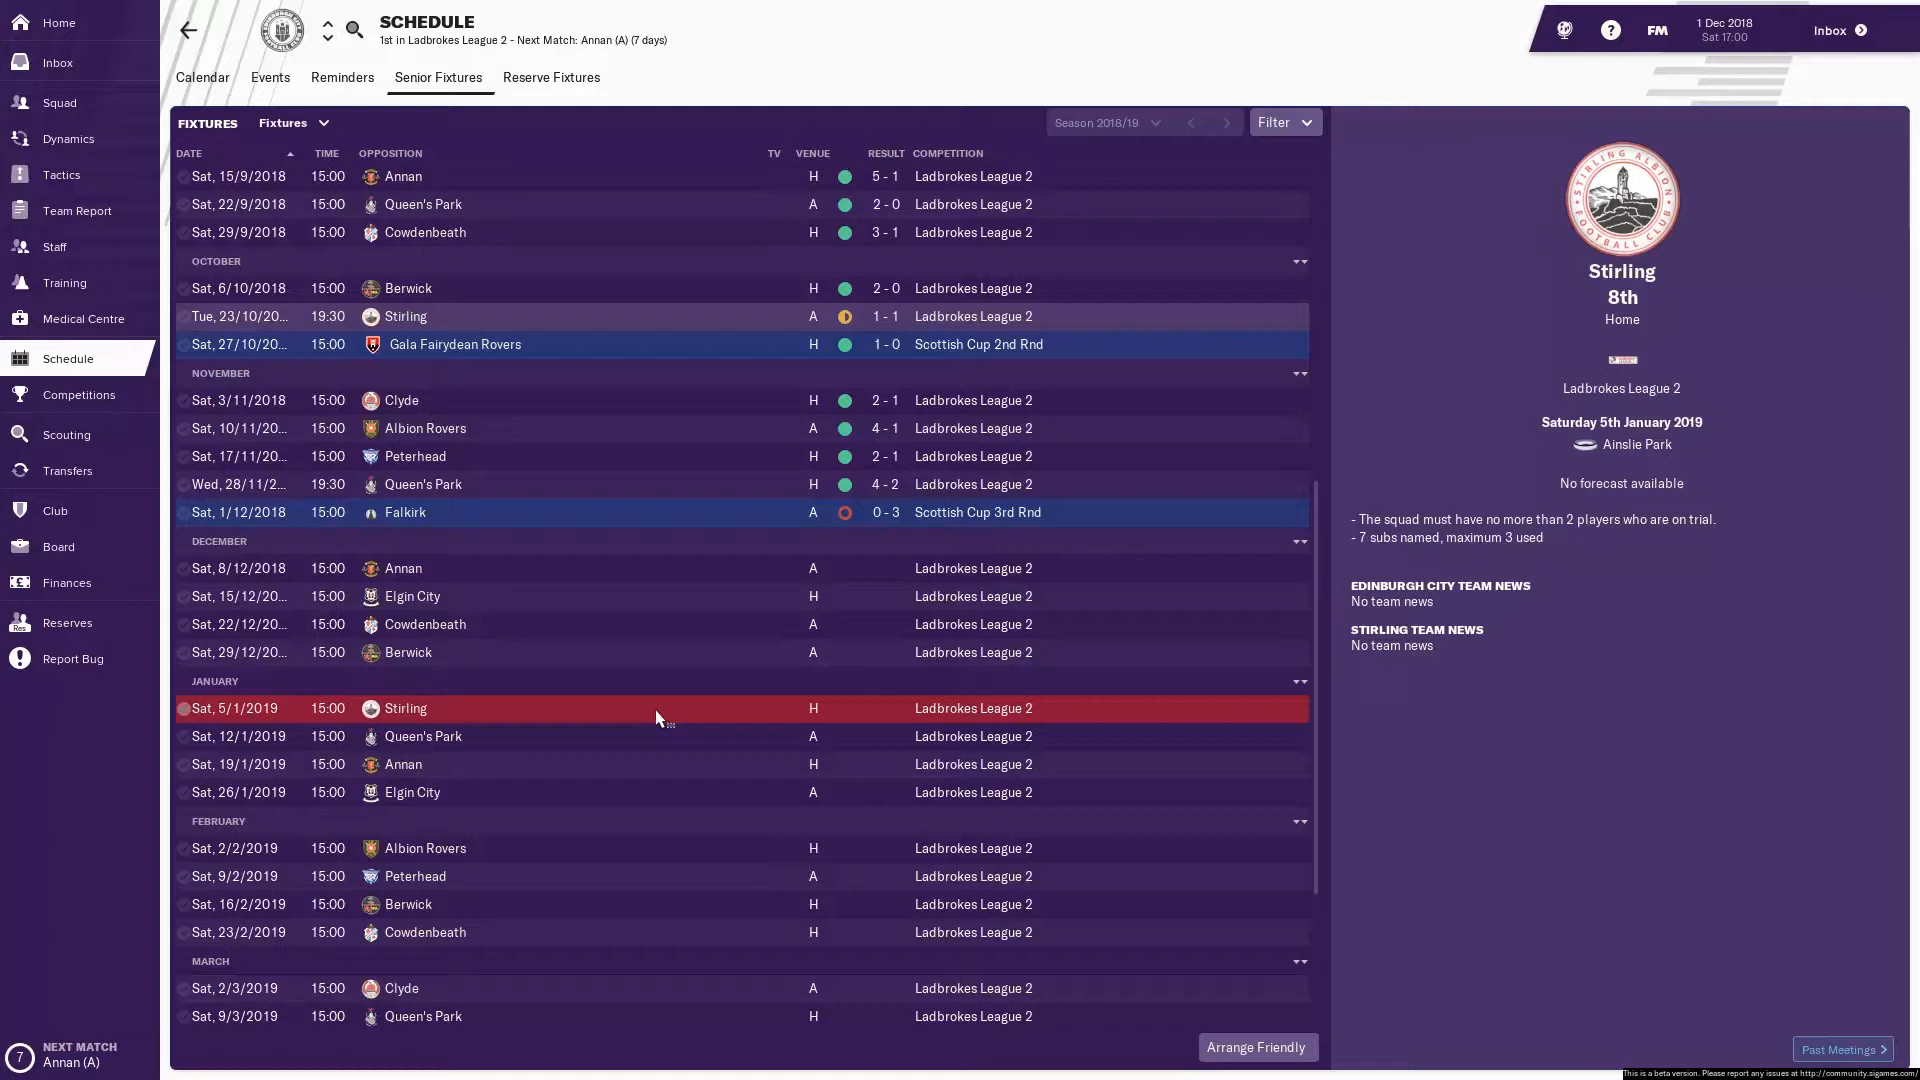 Home
Inbox
Squad
Dynamics
Tactics
Team Report
Staff
Training
Medical Centre
Schedule
Competitions
Scouting
Transfers
Club
Board
Finances
Res
Reserves
Report Bug
7
NEXT MATCH
Annan (A)
SCHEDULE
1st in Ladbrokes League 2 - Next Match: Annan (A) (7 days)
FM
1 Dec 2018
Sat 17:00
Inbox
Calendar Events Reminders Senior Fixtures Reserve Fixtures
FIXTURES Fixtures Season 2018/19 Filter
DATE TIME OPPOSITION TV VENUE RESULT COMPETITION
Sat, 15/9/2018 15:00 Annan H 5 - 1 Ladbrokes League 2
Sat, 22/9/2018 15:00 Queen's Park A 2 - 0 Ladbrokes League 2
Sat, 29/9/2018 15:00 Cowdenbeath H 3 - 1 Ladbrokes League 2
OCTOBER
Sat, 6/10/2018 15:00 Berwick H 2 - 0 Ladbrokes League 2
Tue, 23/10/20... 19:30 Stirling A 1 - 1 Ladbrokes League 2
Sat, 27/10/20... 15:00 Gala Fairydean Rovers H 1 - 0 Scottish Cup 2nd Rnd
NOVEMBER
Sat, 3/11/2018 15:00 Clyde H 2 - 1 Ladbrokes League 2
Sat, 10/11/20... 15:00 Albion Rovers A 4 - 1 Ladbrokes League 2
Sat, 17/11/20... 15:00 Peterhead H 2 - 1 Ladbrokes League 2
Wed, 28/11/2... 19:30 Queen's Park H 4 - 2 Ladbrokes League 2
Sat, 1/12/2018 15:00 Falkirk A 0 - 3 Scottish Cup 3rd Rnd
DECEMBER
Sat, 8/12/2018 15:00 Annan A Ladbrokes League 2
Sat, 15/12/20... 15:00 Elgin City H Ladbrokes League 2
Sat, 22/12/20... 15:00 Cowdenbeath A Ladbrokes League 2
Sat, 29/12/20... 15:00 Berwick A Ladbrokes League 2
JANUARY
Sat, 5/1/2019 15:00 Stirling H Ladbrokes League 2
Sat, 12/1/2019 15:00 Queen's Park A Ladbrokes League 2
Sat, 19/1/2019 15:00 Annan H Ladbrokes League 2
Sat, 26/1/2019 15:00 Elgin City A Ladbrokes League 2
FEBRUARY
Sat, 2/2/2019 15:00 Albion Rovers H Ladbrokes League 2
Sat, 9/2/2019 15:00 Peterhead A Ladbrokes League 2
Sat, 16/2/2019 15:00 Berwick H Ladbrokes League 2
Sat, 23/2/2019 15:00 Cowdenbeath H Ladbrokes League 2
MARCH
Sat, 2/3/2019 15:00 Clyde A Ladbrokes League 2
Sat, 9/3/2019 15:00 Queen's Park H Ladbrokes League 2
Arrange Friendly
STIRLING ALBION
FOOTBALL CLUB
Stirling
8th
Home
Ladbrokes League 2
Saturday 5th January 2019
Ainslie Park
No forecast available
- The squad must have no more than 2 players who are on trial.
- 7 subs named, maximum 3 used
EDINBURGH CITY TEAM NEWS
No team news
STIRLING TEAM NEWS
No team news
Past Meetings
This is a beta version. Please report any issues at http://community.sigames.com/